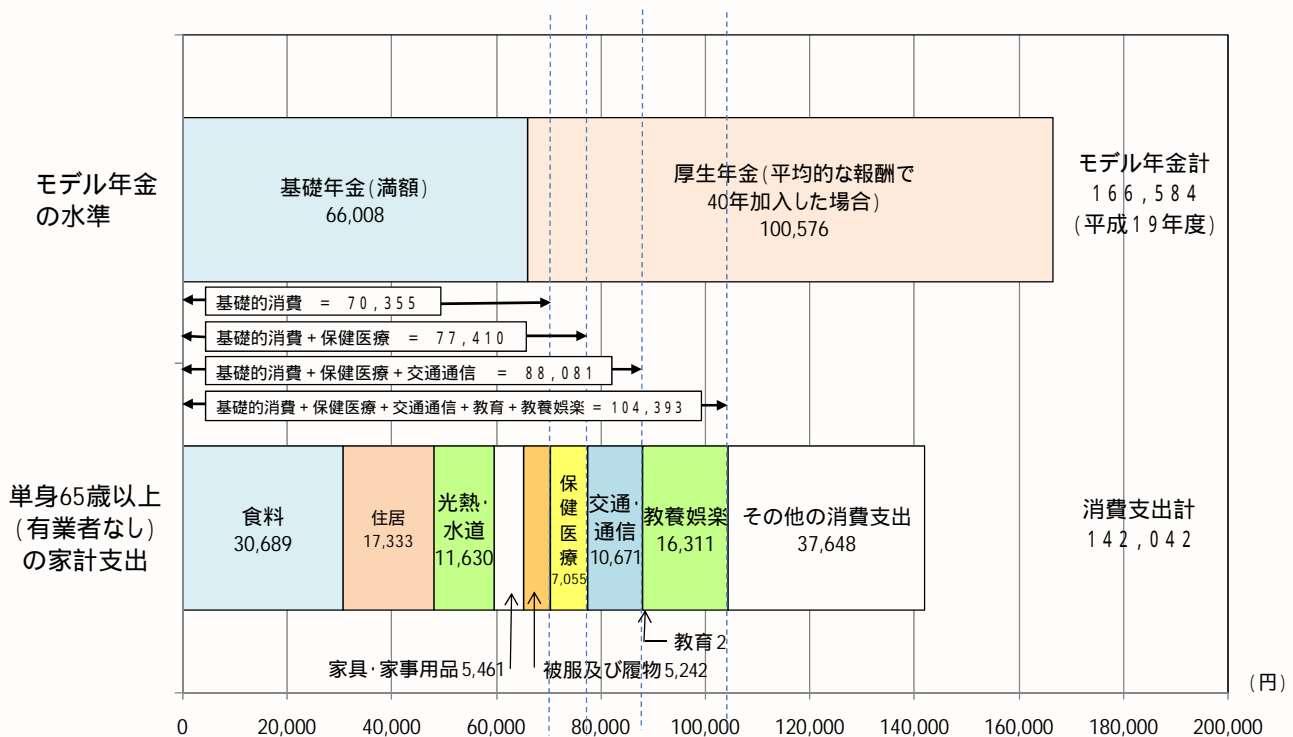 モデル年金
の水準
基礎年金(満額)
66,008
厚生年金(平均的な報酬で
40年加入した場合)
100,576
モデル年金計
166,584
(平成19年度)
基礎的消費 = 70,355
基礎的消費+保健医療 = 77,410
基礎的消費+保健医療+交通通信 = 88,081
基礎的消費+保健医療+交通通信+教育+教養娯楽=104,393
単身65歳以上
(有業者なし)
の家計支出
食料
30,689
住居
17,333
光熱・
水道
11,630
保健医療
7,055
交通・
通信
10,671
教養娯楽
16,311
その他の消費支出
37,648
消費支出計
142,042
教育2
家具・家事用品5,461
被服及び履物5,242
(円)
0 20,000 40,000 60,000 80,000 100,000 120,000 140,000 160,000 180,000 200,000